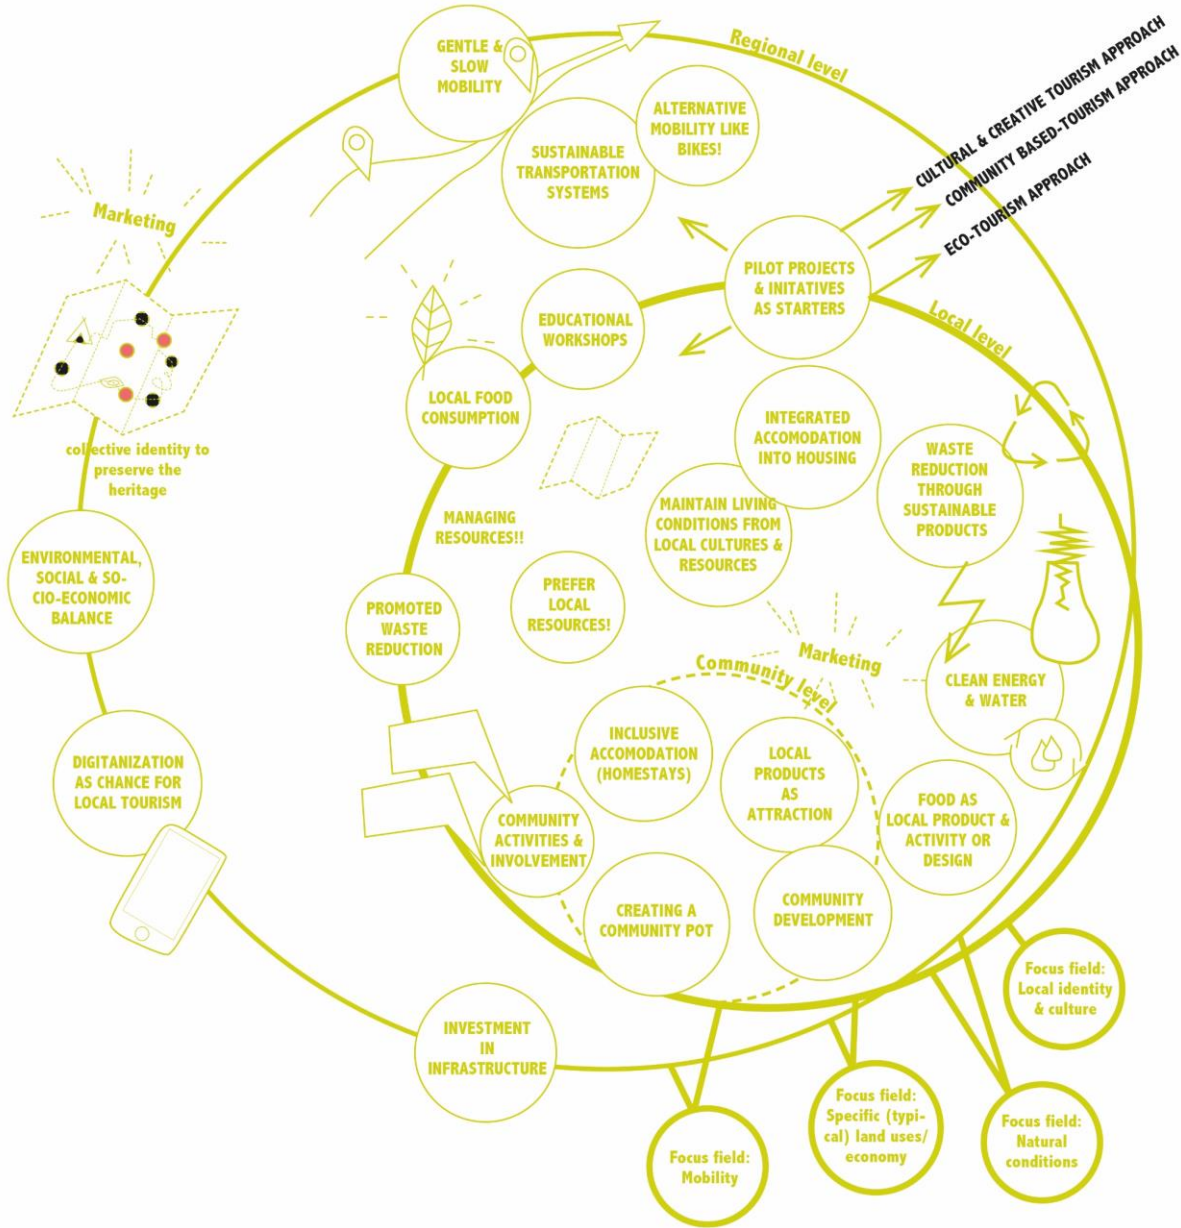 GENTLE &
SLOW
MOBILITY
Regional level
ALTERNATIVE
MOBILITY LIKE
BIKES!
SUSTAINABLE
TRANSPORTATION
SYSTEMS
CULTURAL & CREATIVE TOURISM APPROACH
COMMUNITY BASED-TOURISM APPROACH
ECO-TOURISM APPROACH
Marketing
PILOT PROJECTS
& INITATIVES
AS STARTERS
EDUCATIONAL
WORKSHOPS
Local level
LOCAL FOOD
CONSUMPTION
INTEGRATED
ACCOMODATION
INTO HOUSING
collective identity to
preserve the
heritage
WASTE
REDUCTION
THROUGH
SUSTAINABLE
PRODUCTS
MAINTAIN LIVING
CONDITIONS FROM
LOCAL CULTURES &
RESOURCES
MANAGING
RESOURCES!!
ENVIRONMENTAL,
SOCIAL & SO-
CIO-ECONOMIC
BALANCE
PREFER
LOCAL
RESOURCES!
PROMOTED
WASTE
REDUCTION
Community level
Marketing
CLEAN ENERGY
& WATER
INCLUSIVE
ACCOMODATION
(HOMESTAYS)
LOCAL
PRODUCTS
AS
ATTRACTION
DIGITANIZATION
AS CHANCE FOR
LOCAL TOURISM
FOOD AS
LOCAL PRODUCT &
ACTIVITY OR
DESIGN
COMMUNITY
ACTIVITIES &
INVOLVEMENT
CREATING A
COMMUNITY POT
COMMUNITY
DEVELOPMENT
Focus field:
Local identity
& culture
INVESTMENT
IN
INFRASTRUCTURE
Focus field:
Specific (typi-
cal) land uses/
economy
Focus field:
Natural
conditions
Focus field:
Mobility